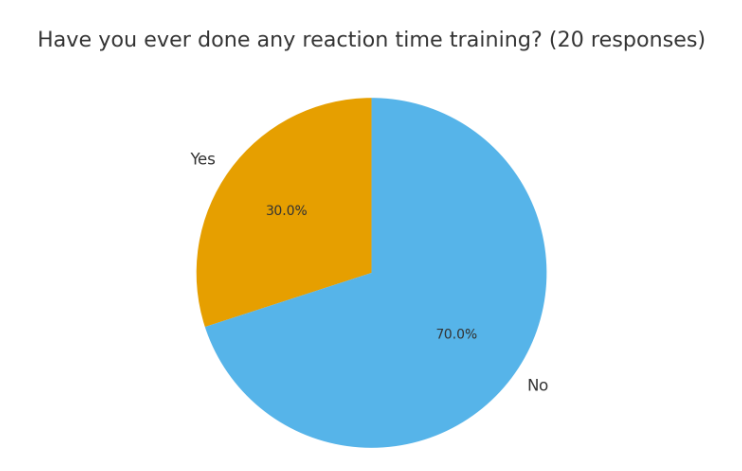 Have you ever done any reaction time training? (20 responses)
Yes
30.0%
70.0%
No